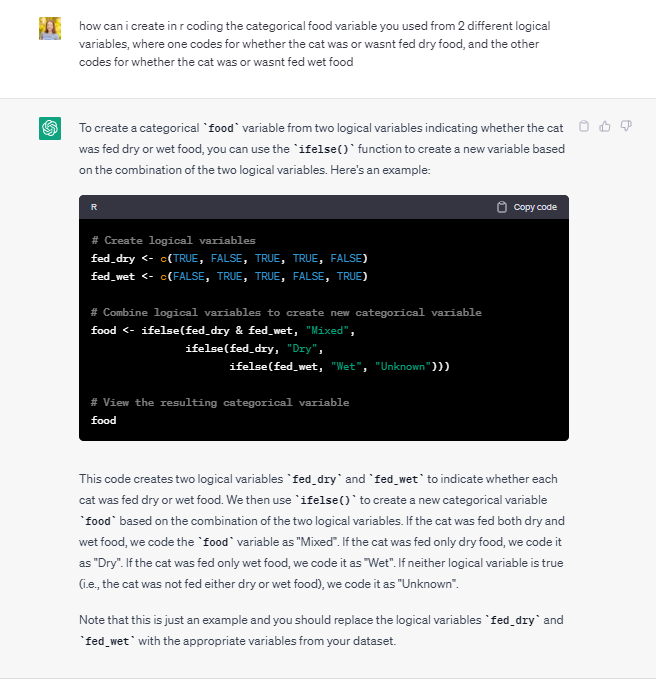 how can i create in r coding the categorical food variable you used from 2 different logical
variables, where one codes for whether the cat was or wasnt fed dry food, and the other
codes for whether the cat was or wasnt fed wet food
To create a categorical `food` variable from two logical variables indicating whether the cat
was fed dry or wet food, you can use the `ifelse()` function to create a new variable based
on the combination of the two logical variables. Here's an example:
R
Copy code
# Create logical variables
fed_dry <- c(TRUE, FALSE, TRUE, TRUE, FALSE)
fed_wet <- c(FALSE, TRUE, TRUE, FALSE, TRUE)
# Combine logical variables to create new categorical variable
food <- ifelse(fed_dry & fed_wet, "Mixed",
ifelse(fed_dry, "Dry",
ifelse(fed_wet, "Wet", "Unknown")))
# View the resulting categorical variable
food
This code creates two logical variables `fed_dry` and `fed_wet` to indicate whether each
cat was fed dry or wet food. We then use `ifelse()` to create a new categorical variable
`food` based on the combination of the two logical variables. If the cat was fed both dry and
wet food, we code the `food` variable as "Mixed". If the cat was fed only dry food, we code it
as "Dry". If the cat was fed only wet food, we code it as "Wet". If neither logical variable is true
(i.e., the cat was not fed either dry or wet food), we code it as "Unknown".
Note that this is just an example and you should replace the logical variables `fed_dry` and
`fed_wet` with the appropriate variables from your dataset.